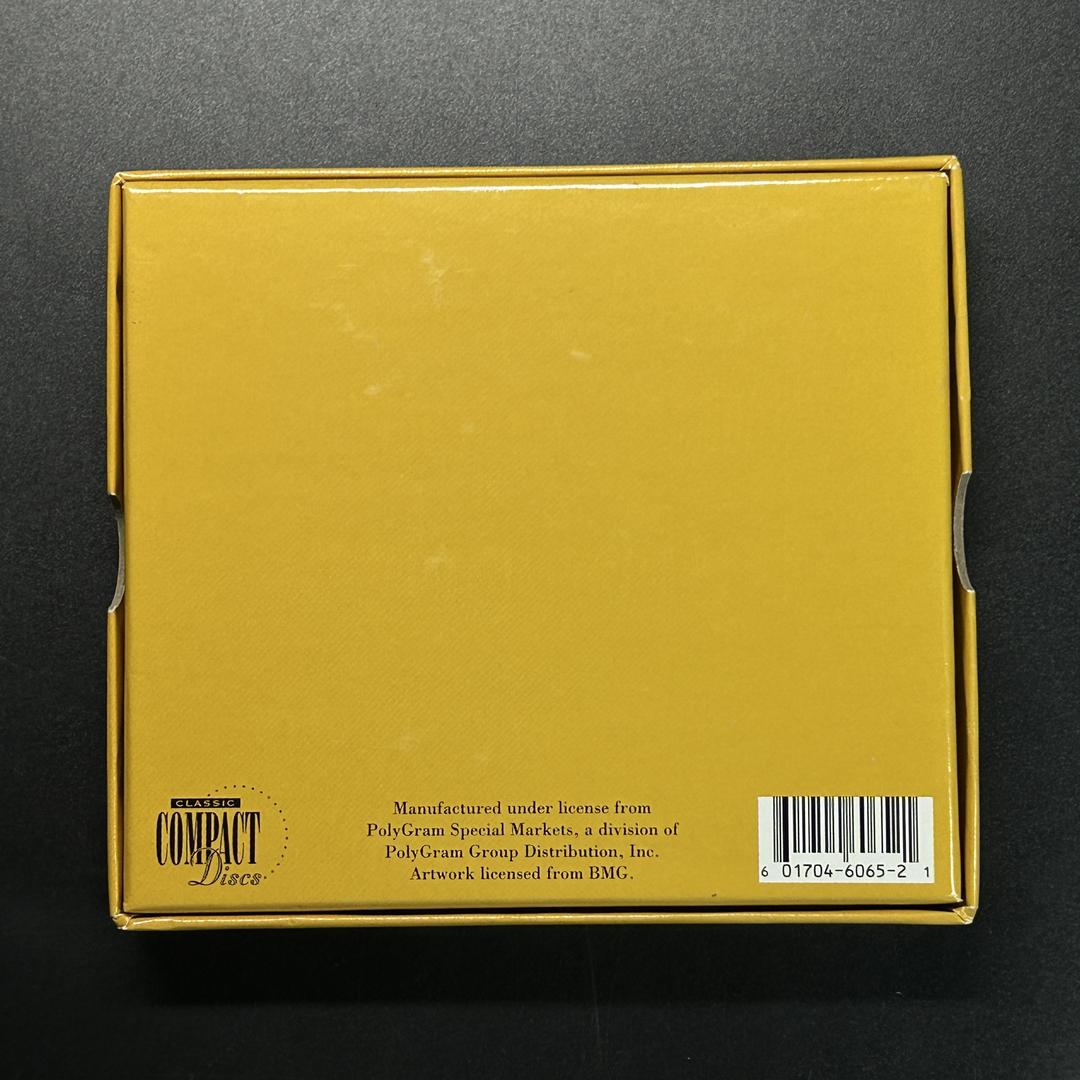 CLASSIC
COMPACT
Discs
Manufactured under license from
PolyGram Special Markets, a division of
PolyGram Group Distribution, Inc.
Artwork licensed from BMG.
6 01704-6065-2 1